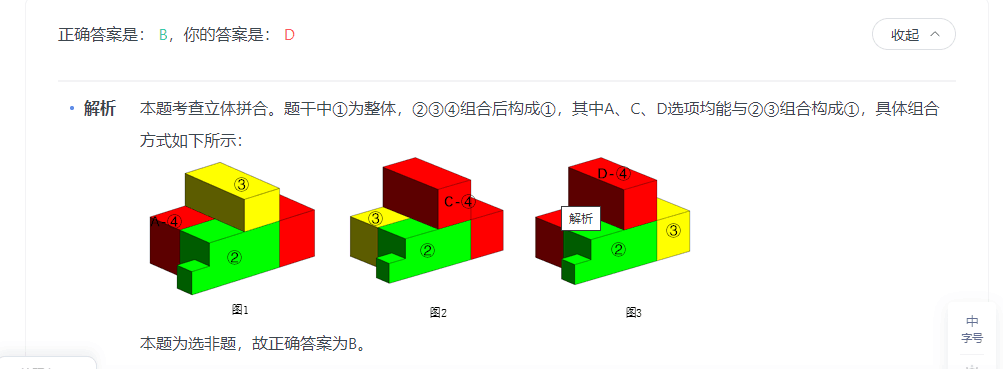 正确答案是： B，你的答案是： D
收起
解析 本题考查立体拼合。题干中①为整体，②③④组合后构成①，其中A、C、D选项均能与②③组合构成①，具体组合
方式如下所示：
③ A-④ ②
C-④ ③ ②
D-④ 解析 ③ ②
图1 图2 图3
本题为选非题，故正确答案为B。
中
字号